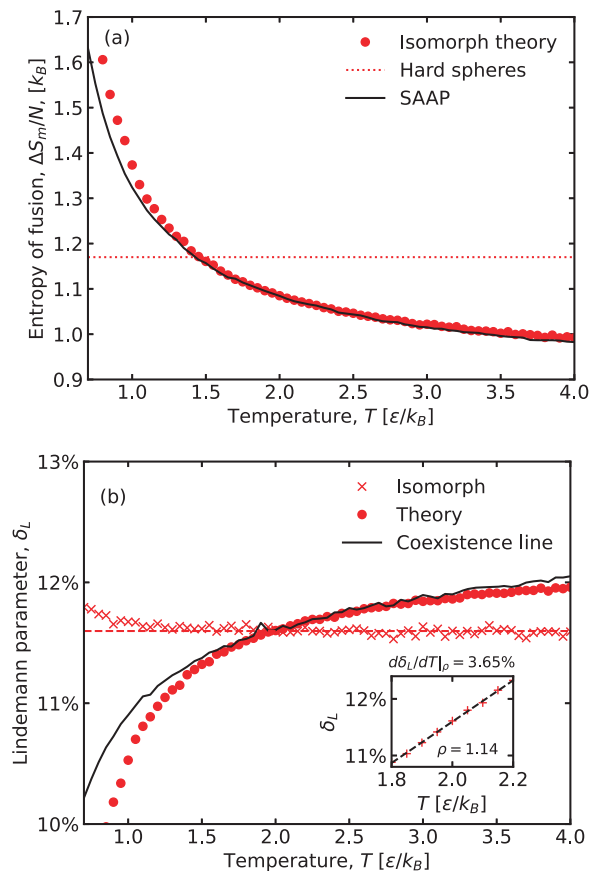 (a)
Isomorph theory
Hard spheres
SAAP
Entropy of fusion, ΔS_m/N, [k_B]
1.7
1.6
1.5
1.4
1.3
1.2
1.1
1.0
0.9
1.0 1.5 2.0 2.5 3.0 3.5 4.0
Temperature, T [ε/k_B]
(b)
Isomorph
Theory
Coexistence line
Lindemann parameter, δ_L
13%
12%
11%
10%
dδ_L/dT|_ρ = 3.65%
δ_L
12%
11%
ρ = 1.14
1.8 2.0 2.2
T [ε/k_B]
1.0 1.5 2.0 2.5 3.0 3.5 4.0
Temperature, T [ε/k_B]